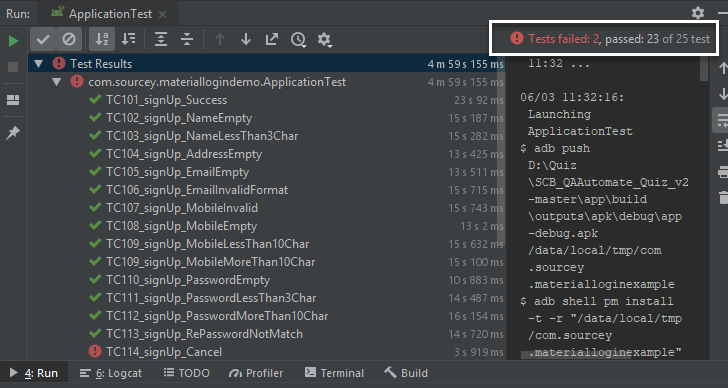 Run: ApplicationTest
Tests failed: 2, passed: 23 of 25 test
Test Results 4 m 59 s 155 ms
com.sourcey.materiallogindemo.ApplicationTest 4 m 59 s 155 ms
TC101_signUp_Success 23 s 92 ms
TC102_signUp_NameEmpty 15 s 187 ms
TC103_signUp_NameLessThan3Char 15 s 282 ms
TC104_signUp_AddressEmpty 13 s 425 ms
TC105_signUp_EmailEmpty 13 s 511 ms
TC106_signUp_EmailInvalidFormat 15 s 715 ms
TC107_signUp_MobileInvalid 15 s 743 ms
TC108_signUp_MobileEmpty 13 s 2 ms
TC109_signUp_MobileLessThan10Char 15 s 632 ms
TC109_signUp_MobileMoreThan10Char 15 s 100 ms
TC110_signUp_PasswordEmpty 10 s 883 ms
TC111_signUp_PasswordLessThan3Char 14 s 487 ms
TC112_signUp_PasswordMoreThan10Char 16 s 154 ms
TC113_signUp_RePasswordNotMatch 14 s 720 ms
TC114_signUp_Cancel 3 s 919 ms
11:32 ...
06/03 11:32:16:
Launching
ApplicationTest
$ adb push
D:\Quiz
\SCB_QAAutomate_Quiz_v2
-master\app\build
\outputs\apk\debug\app
-debug.apk
/data/local/tmp/com
.sourcey
.materialloginexample
$ adb shell pm install
-t -r "/data/local/tmp
/com.sourcey
.materialloginexample"
4: Run 6: Logcat TODO Profiler Terminal Build